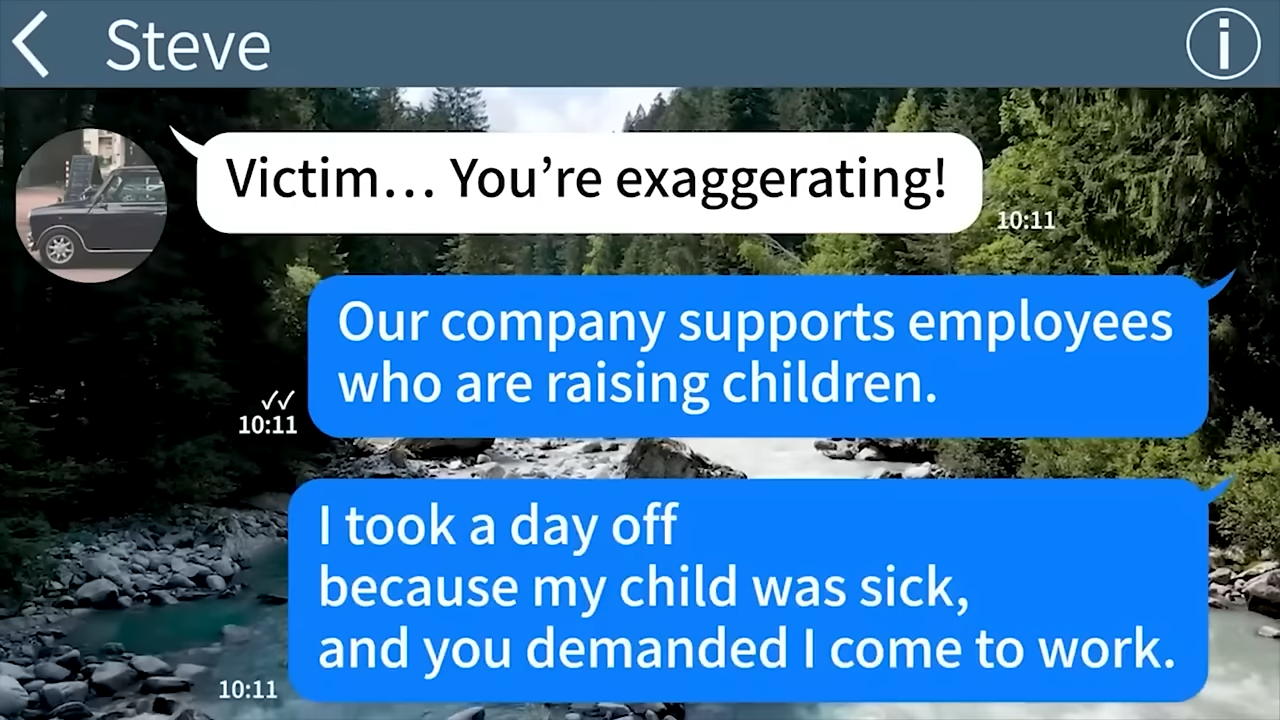 Steve
Victim… You’re exaggerating!
10:11
Our company supports employees
who are raising children.
10:11
I took a day off
because my child was sick,
and you demanded I come to work.
10:11